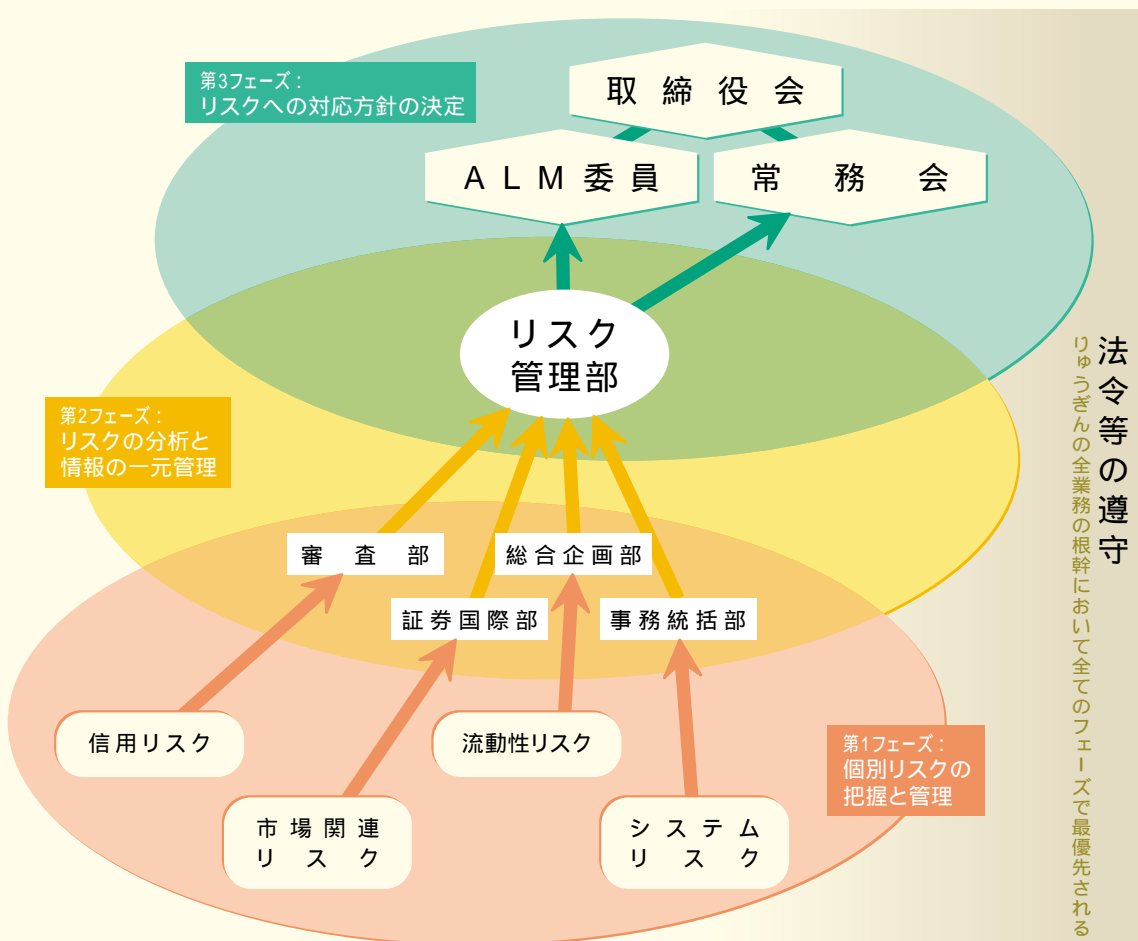 第3フェーズ：
リスクへの対応方針の決定
取締役会
ALM委員
常務会
リスク
管理部
第2フェーズ：
リスクの分析と
情報の一元管理
審査部
総合企画部
証券国際部
事務統括部
信用リスク
流動性リスク
市場関連
リスク
システム
リスク
第1フェーズ：
個別リスクの
把握と管理
法令等の遵守
りゅうぎんの全業務の根幹において全てのフェーズで最優先される